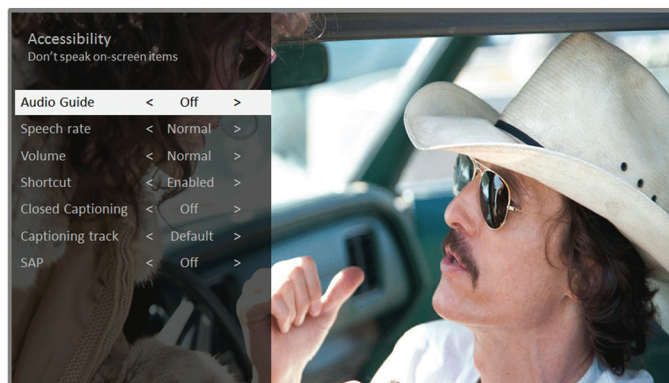 Accessibility
Don't speak on-screen items
Audio Guide < Off >
Speech rate < Normal >
Volume < Normal >
Shortcut < Enabled >
Closed Captioning < Off >
Captioning track < Default >
SAP < Off >